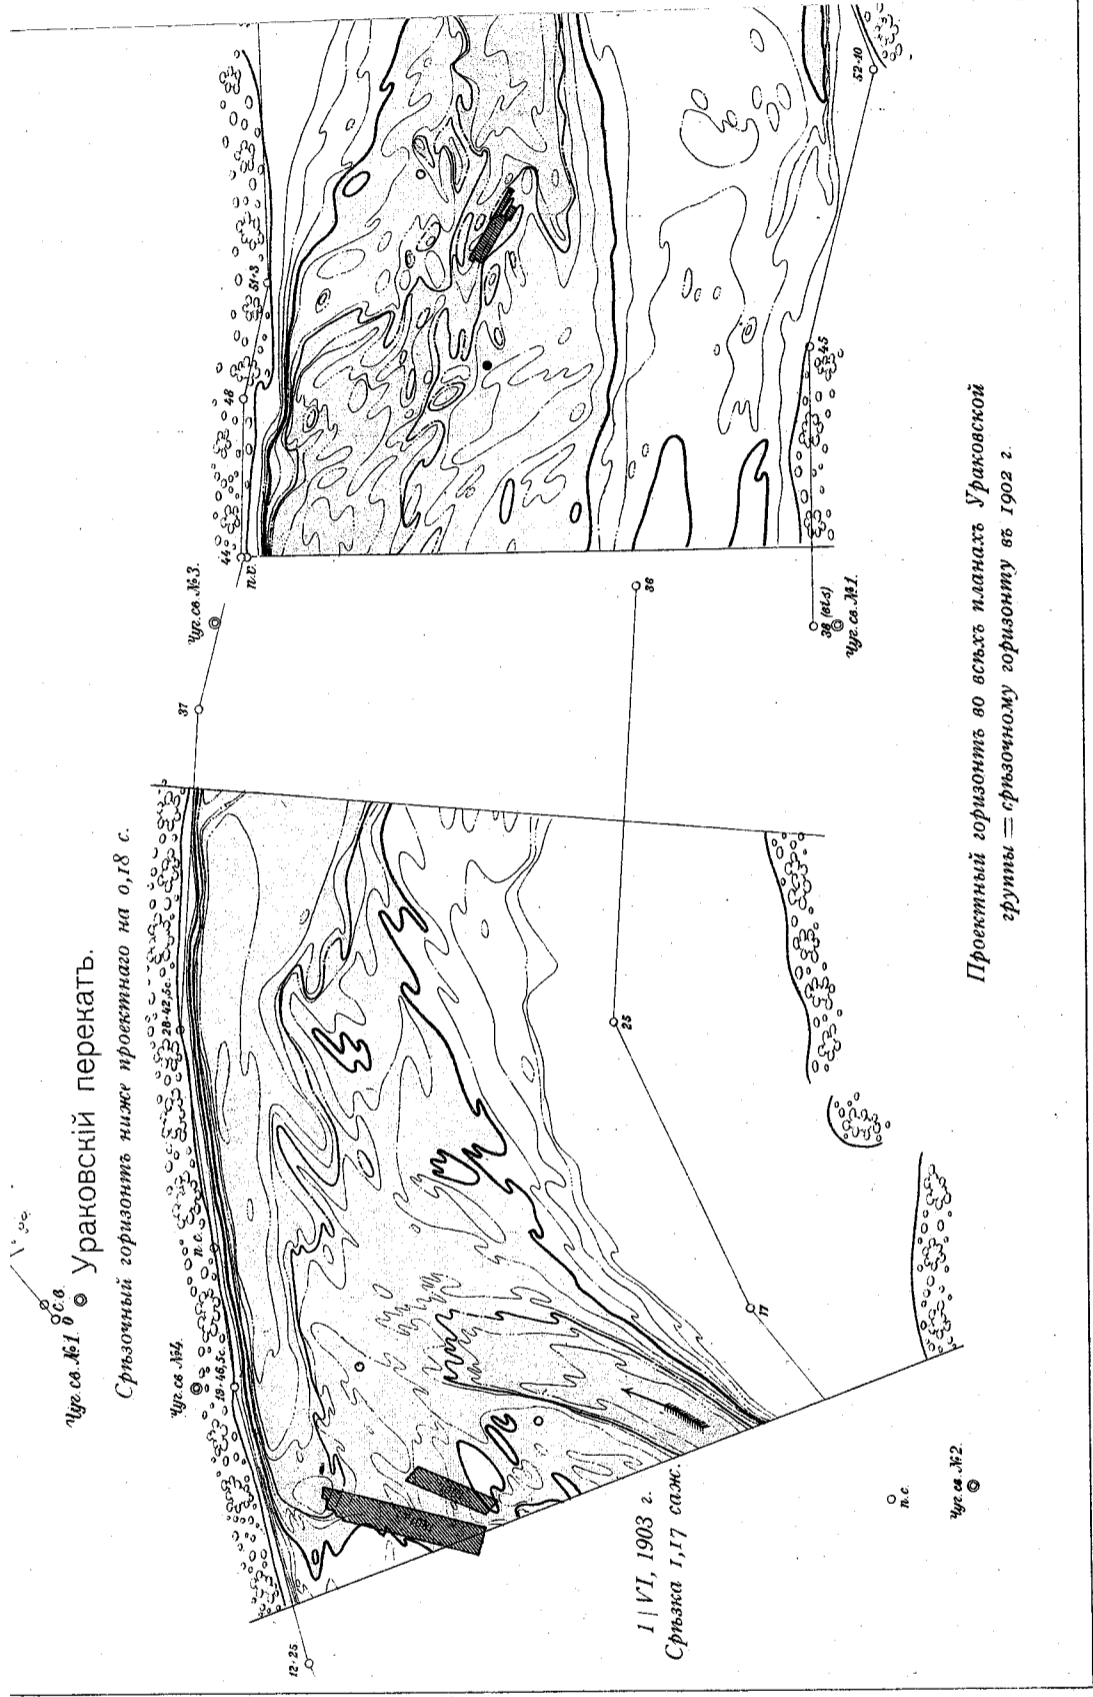 Ураковскій перекатъ.
Срѣзочный горизонтъ ниже проектнаго на 0,18 с.
Чуг. св. №1
с.в.
Чуг. св. №4
19·46,5с.
п.с.
28·42,5с.
12·25
37
Чуг. св. №3.
44
п.с.
48
51·3
52·10
45
38 (bis)
Чуг. св. №1.
36
25
17
п.с.
Чуг. св. №2.
1 | VI, 1903 г.
Срѣзка 1,17 саж.
Проектный горизонтъ во всѣхъ планахъ Ураковской
группы = срѣзочному горизонту въ 1902 г.